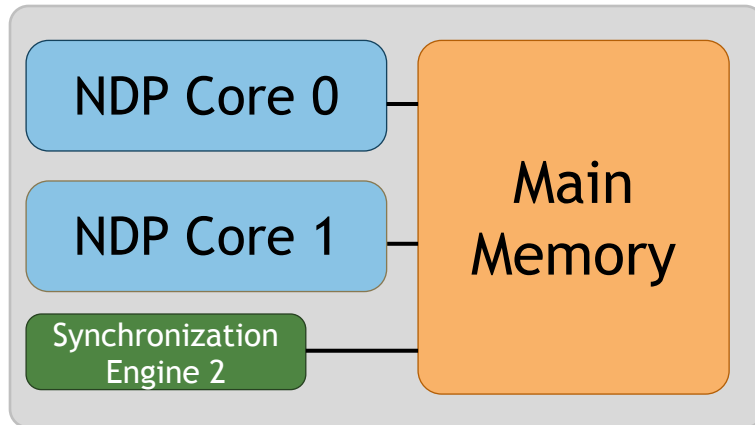 NDP Core 0
NDP Core 1
Synchronization
Engine 2
Main
Memory